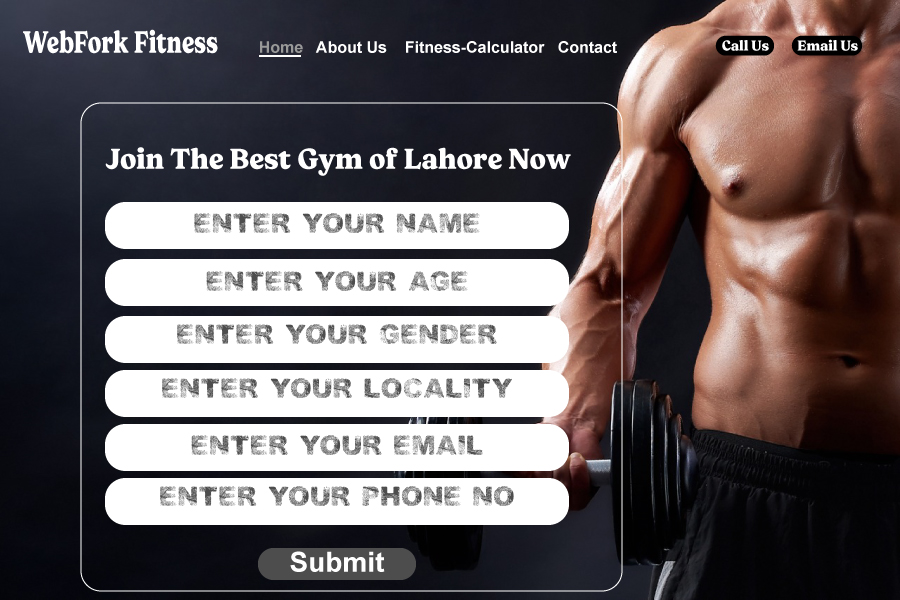 WebFork Fitness
Home About Us Fitness-Calculator Contact
Call Us Email Us
Join The Best Gym of Lahore Now
ENTER YOUR NAME
ENTER YOUR AGE
ENTER YOUR GENDER
ENTER YOUR LOCALITY
ENTER YOUR EMAIL
ENTER YOUR PHONE NO
Submit